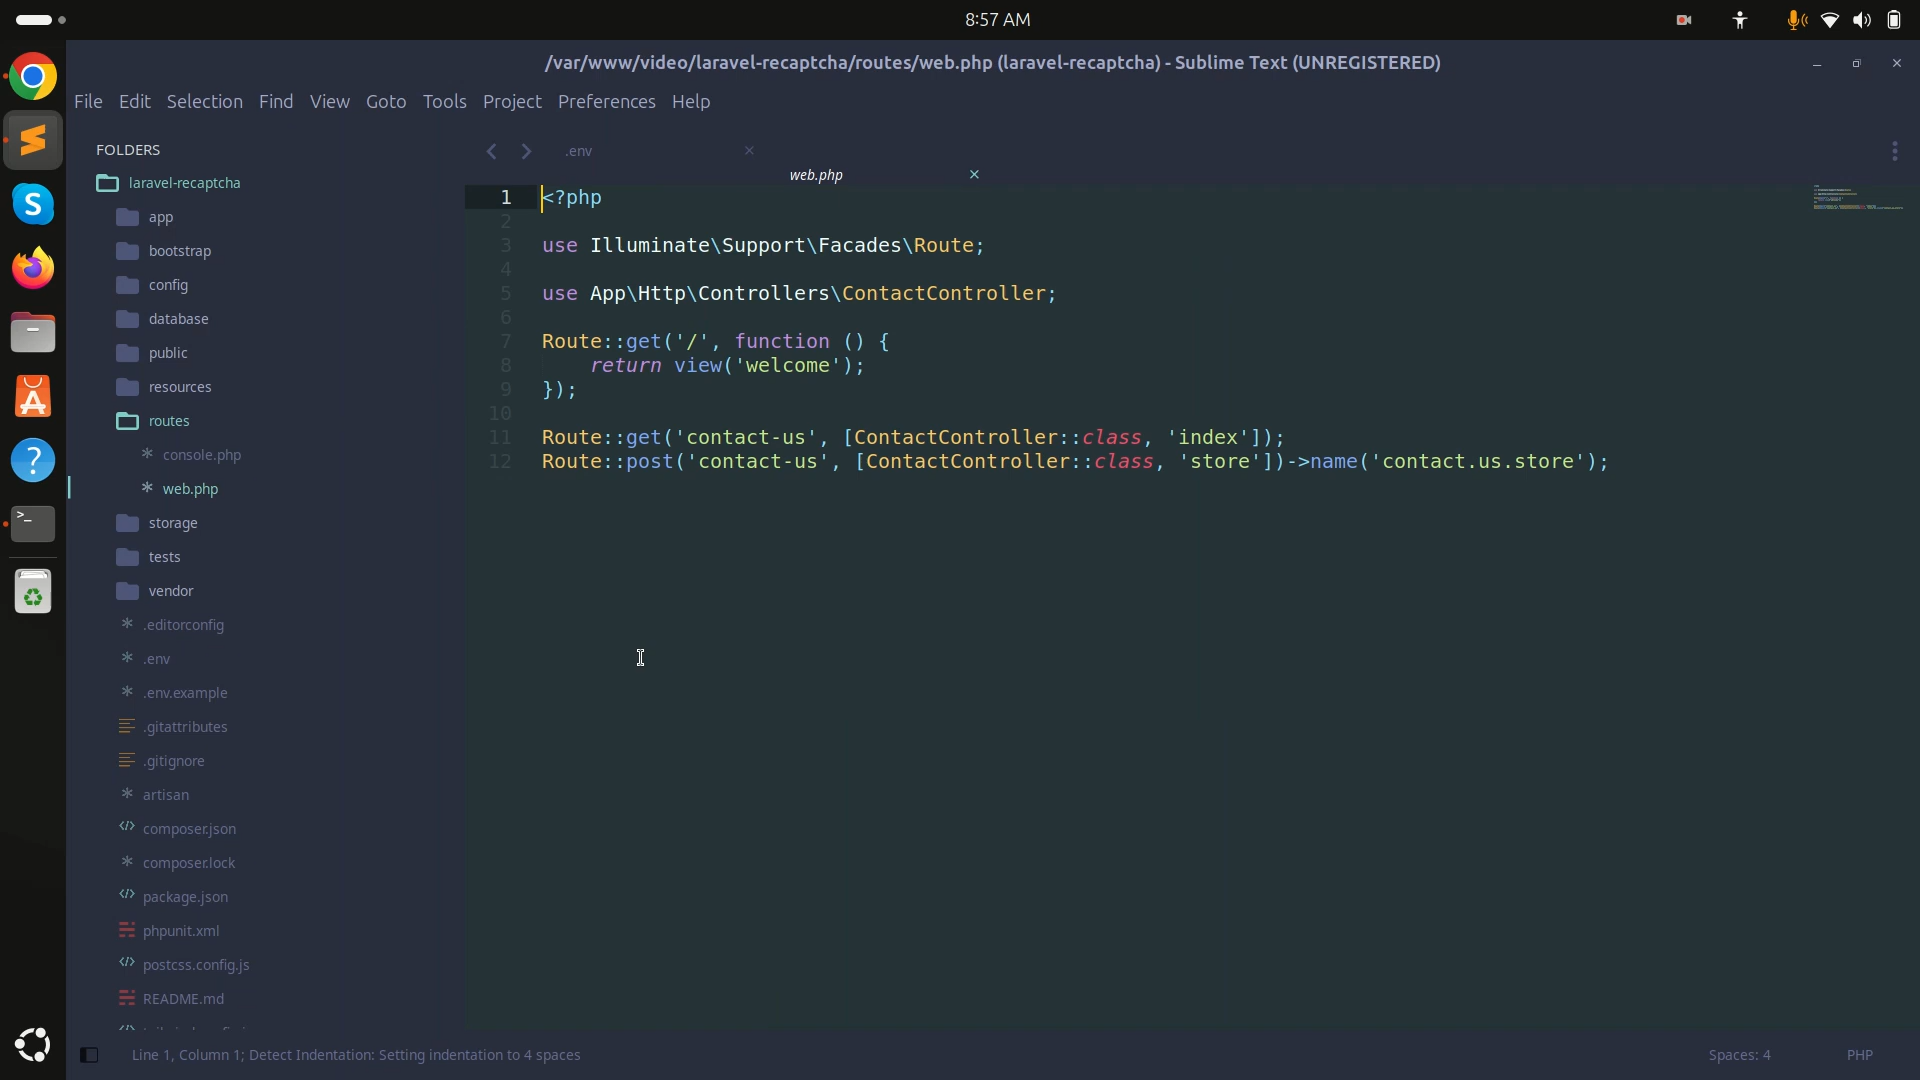 8:57 AM
/var/www/video/laravel-recaptcha/routes/web.php (laravel-recaptcha) - Sublime Text (UNREGISTERED)
File Edit Selection Find View Goto Tools Project Preferences Help
FOLDERS
laravel-recaptcha
app
bootstrap
config
database
public
resources
routes
console.php
web.php
storage
tests
vendor
.editorconfig
.env
.env.example
.gitattributes
.gitignore
artisan
composer.json
composer.lock
package.json
phpunit.xml
postcss.config.js
README.md
.env
web.php
1 <?php
2
3 use Illuminate\Support\Facades\Route;
4
5 use App\Http\Controllers\ContactController;
6
7 Route::get('/', function () {
8     return view('welcome');
9 });
10
11 Route::get('contact-us', [ContactController::class, 'index']);
12 Route::post('contact-us', [ContactController::class, 'store'])->name('contact.us.store');
Line 1, Column 1; Detect Indentation: Setting indentation to 4 spaces
Spaces: 4
PHP